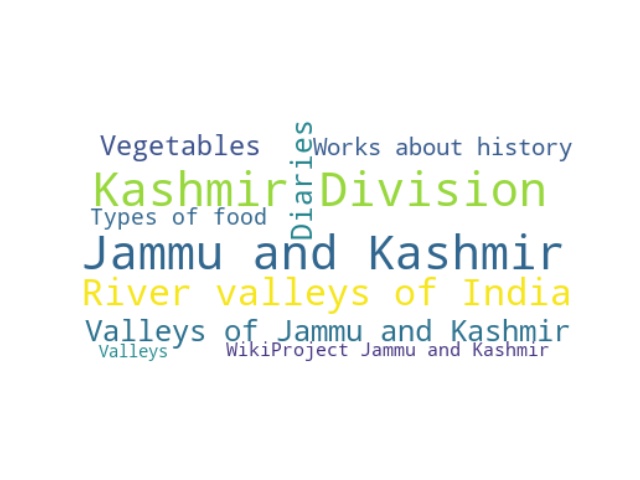 Vegetables
Diaries
Works about history
Kashmir Division
Types of food
Jammu and Kashmir
River valleys of India
Valleys of Jammu and Kashmir
Valleys
WikiProject Jammu and Kashmir